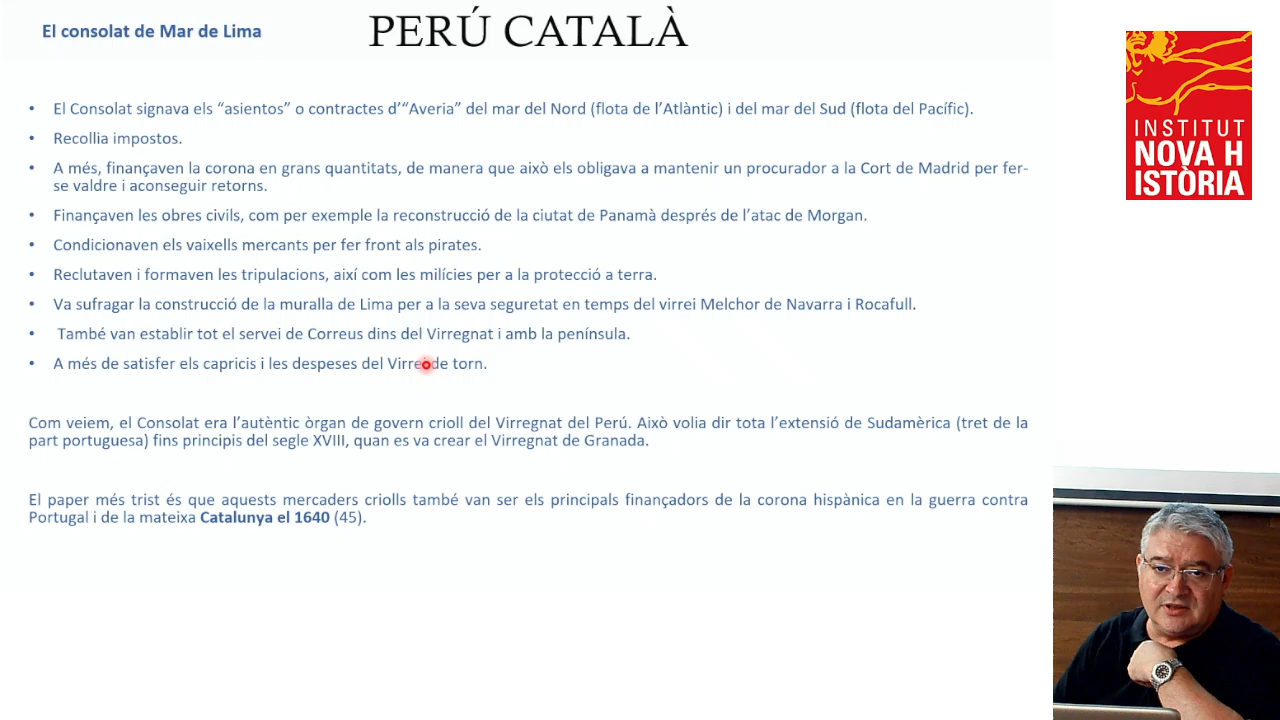 El consolat de Mar de Lima
PERÚ CATALÀ
• El Consolat signava els “asientos” o contractes d’“Averia” del mar del Nord (flota de l’Atlàntic) i del mar del Sud (flota del Pacífic).
• Recollia impostos.
• A més, finançaven la corona en grans quantitats, de manera que això els obligava a mantenir un procurador a la Cort de Madrid per fer-
se valdre i aconseguir retorns.
• Finançaven les obres civils, com per exemple la reconstrucció de la ciutat de Panamà després de l’atac de Morgan.
• Condicionaven els vaixells mercants per fer front als pirates.
• Reclutaven i formaven les tripulacions, així com les milícies per a la protecció a terra.
• Va sufragar la construcció de la muralla de Lima per a la seva seguretat en temps del virrei Melchor de Navarra i Rocafull.
• També van establir tot el servei de Correus dins del Virregnat i amb la península.
• A més de satisfer els capricis i les despeses del Virrei de torn.
Com veiem, el Consolat era l’autèntic òrgan de govern crioll del Virregnat del Perú. Això volia dir tota l’extensió de Sudamèrica (tret de la
part portuguesa) fins principis del segle XVIII, quan es va crear el Virregnat de Granada.
El paper més trist és que aquests mercaders criolls també van ser els principals finançadors de la corona hispànica en la guerra contra
Portugal i de la mateixa Catalunya el 1640 (45).
INSTITUT
NOVA H
ISTÒRIA